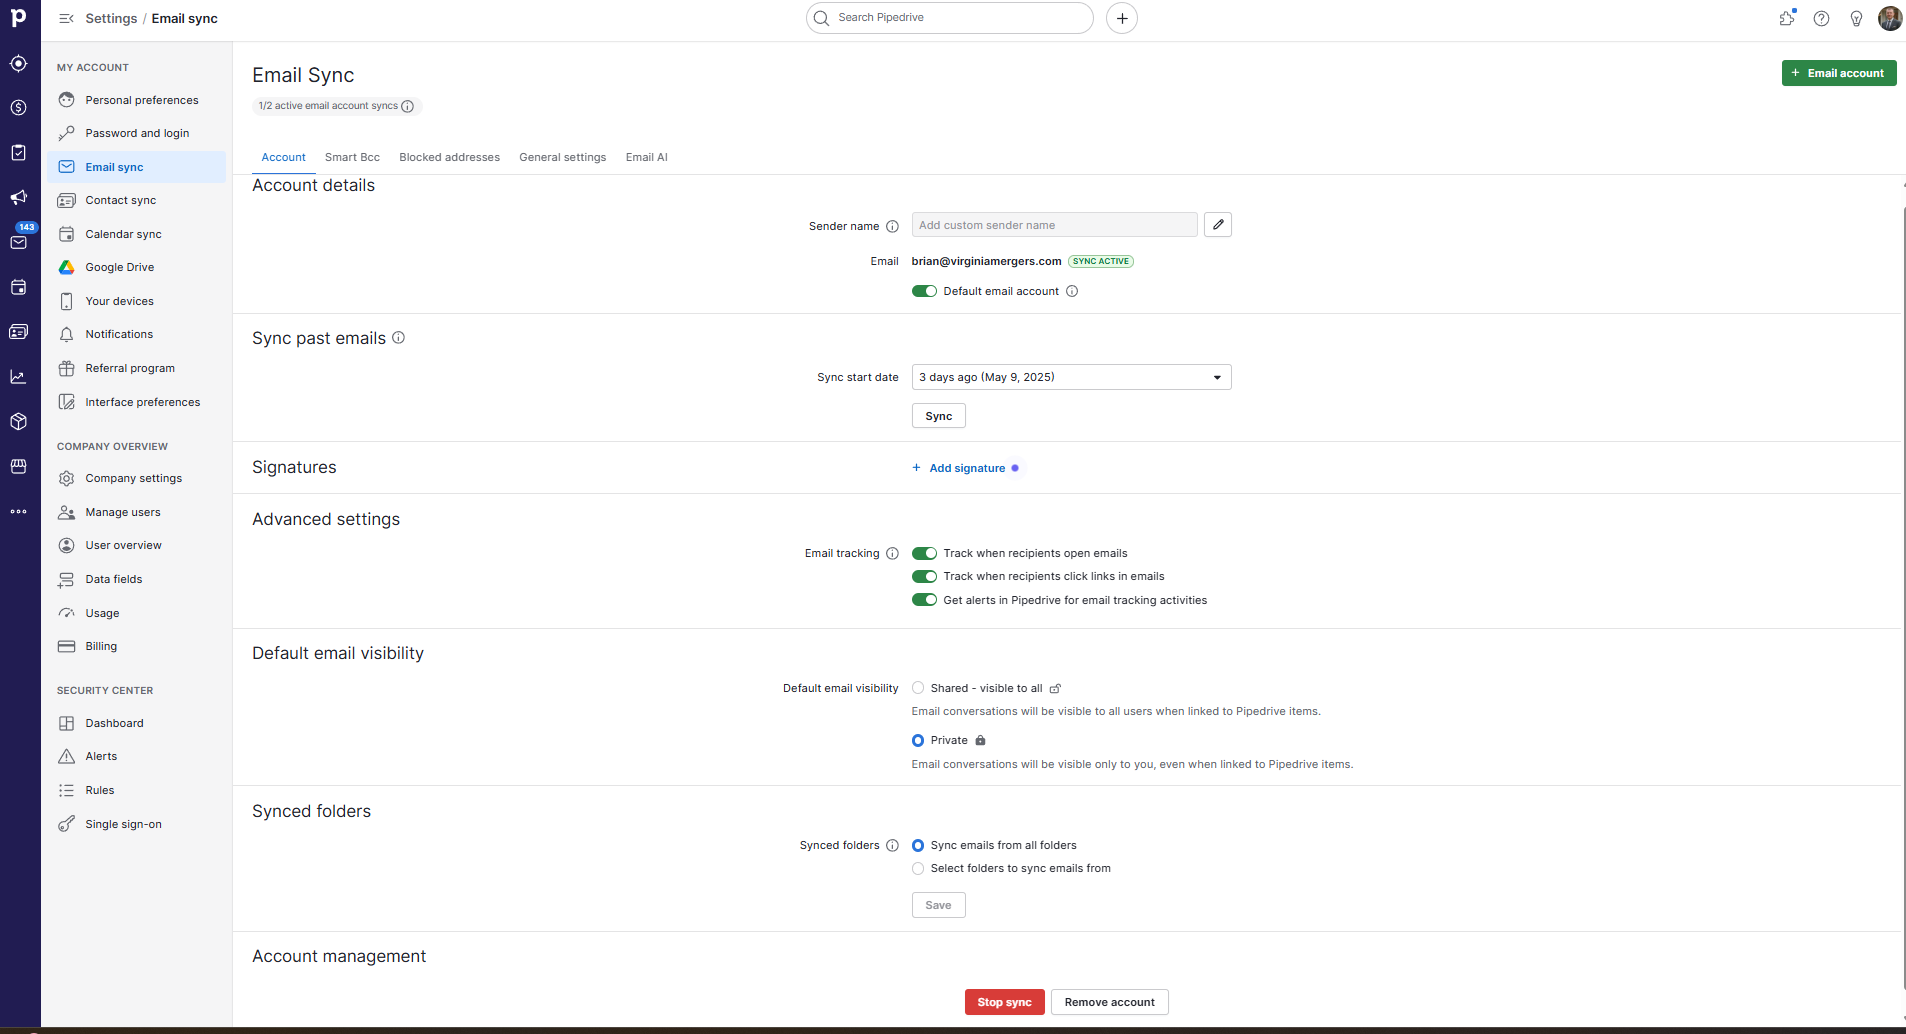 p
Settings / Email sync
Search Pipedrive
143
MY ACCOUNT
Personal preferences
Password and login
Email sync
Contact sync
Calendar sync
Google Drive
Your devices
Notifications
Referral program
Interface preferences
COMPANY OVERVIEW
Company settings
Manage users
User overview
Data fields
Usage
Billing
SECURITY CENTER
Dashboard
Alerts
Rules
Single sign-on
Email Sync
+ Email account
1/2 active email account syncs
Account Smart Bcc Blocked addresses General settings Email AI
Account details
Sender name Add custom sender name
Email brian@virginiamergers.com SYNC ACTIVE
Default email account
Sync past emails
Sync start date 3 days ago (May 9, 2025)
Sync
Signatures + Add signature
Advanced settings
Email tracking Track when recipients open emails
Track when recipients click links in emails
Get alerts in Pipedrive for email tracking activities
Default email visibility
Default email visibility Shared - visible to all
Email conversations will be visible to all users when linked to Pipedrive items.
Private
Email conversations will be visible only to you, even when linked to Pipedrive items.
Synced folders
Synced folders Sync emails from all folders
Select folders to sync emails from
Save
Account management
Stop sync Remove account